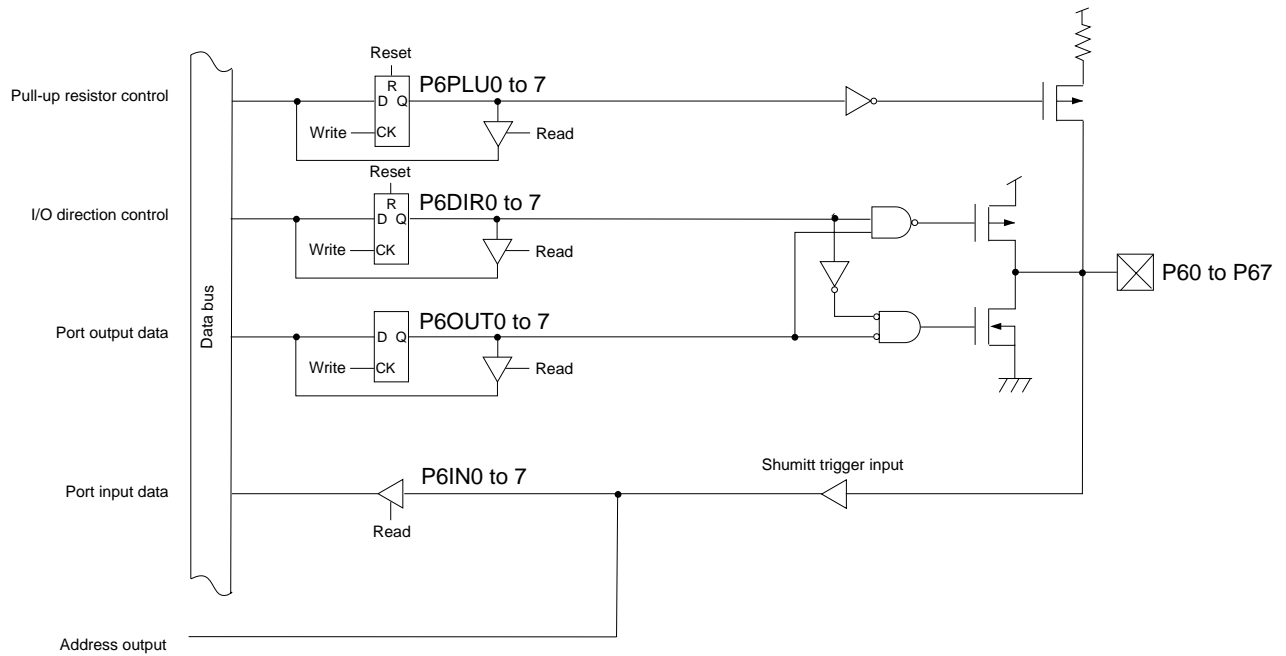 Reset
Pull-up resistor control
R
P6PLU0 to 7
D Q
Write
CK
Read
Reset
I/O direction control
R
P6DIR0 to 7
D Q
Write
CK
Read
P60 to P67
Data bus
Port output data
P6OUT0 to 7
D Q
Write
CK
Read
Shumitt trigger input
Port input data
P6IN0 to 7
Read
Address output